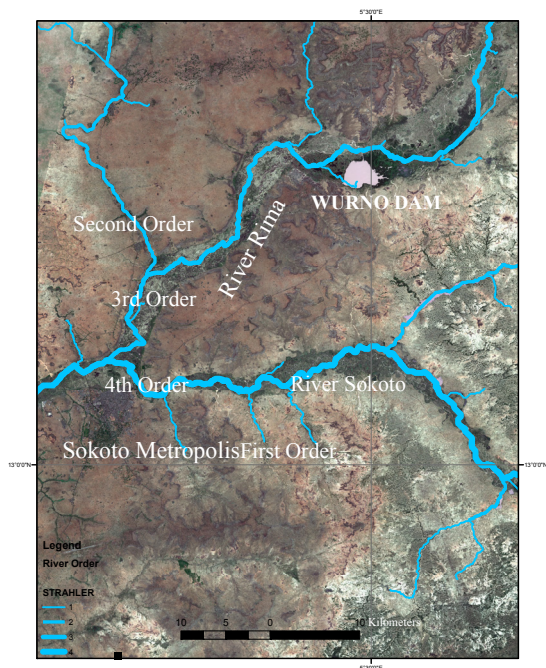 5°30'0"E
WURNO DAM
Second Order
River Rima
3rd Order
4th Order
River Sokoto
Sokoto Metropolis
First Order
13°0'0"N
13°0'0"N
Legend
River Order
STRAHLER
1
2
3
4
10 5 0 10 Kilometers
5°30'0"E